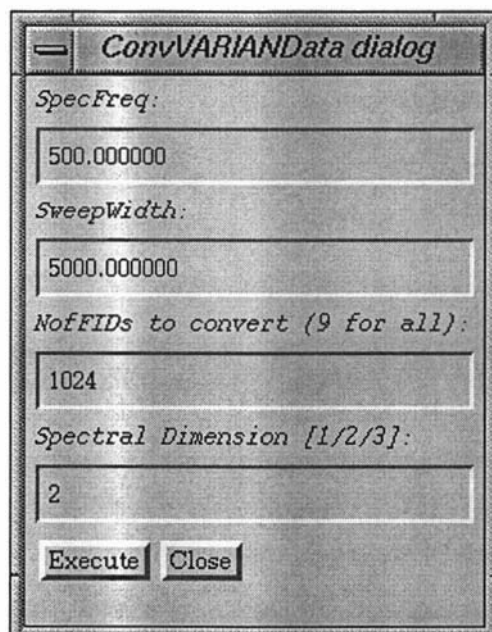 ConvVARIANData dialog
SpecFreq:
500.000000
SweepWidth:
5000.000000
NofFIDs to convert (9 for all):
1024
Spectral Dimension [1/2/3]:
2
Execute Close